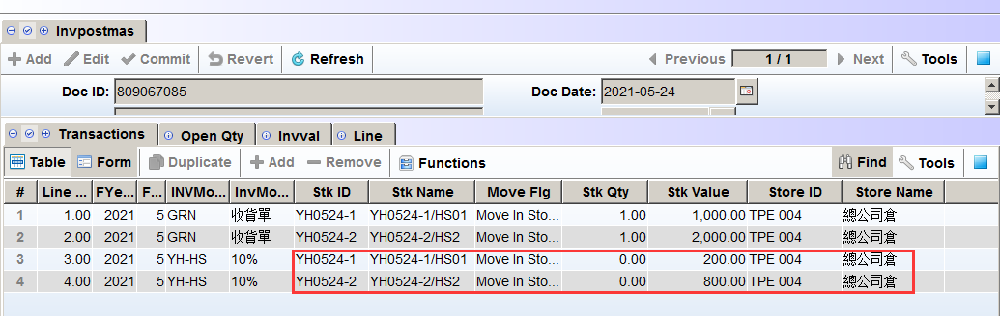 Invpostmas
Add Edit Commit Revert Refresh Previous 1 / 1 Next Tools
Doc ID: 809067085 Doc Date: 2021-05-24
Transactions Open Qty Invval Line
Table Form Duplicate Add Remove Functions Find Tools
# Line ... FYe... F... INVMo... InvMo... Stk ID Stk Name Move Flg Stk Qty Stk Value Store ID Store Name
1 1.00 2021 5 GRN 收貨單 YH0524-1 YH0524-1/HS01 Move In Sto... 1.00 1,000.00 TPE 004 總公司倉
2 2.00 2021 5 GRN 收貨單 YH0524-2 YH0524-2/HS2 Move In Sto... 1.00 2,000.00 TPE 004 總公司倉
3 3.00 2021 5 YH-HS 10% YH0524-1 YH0524-1/HS01 Move In Sto... 0.00 200.00 TPE 004 總公司倉
4 4.00 2021 5 YH-HS 10% YH0524-2 YH0524-2/HS2 Move In Sto... 0.00 800.00 TPE 004 總公司倉